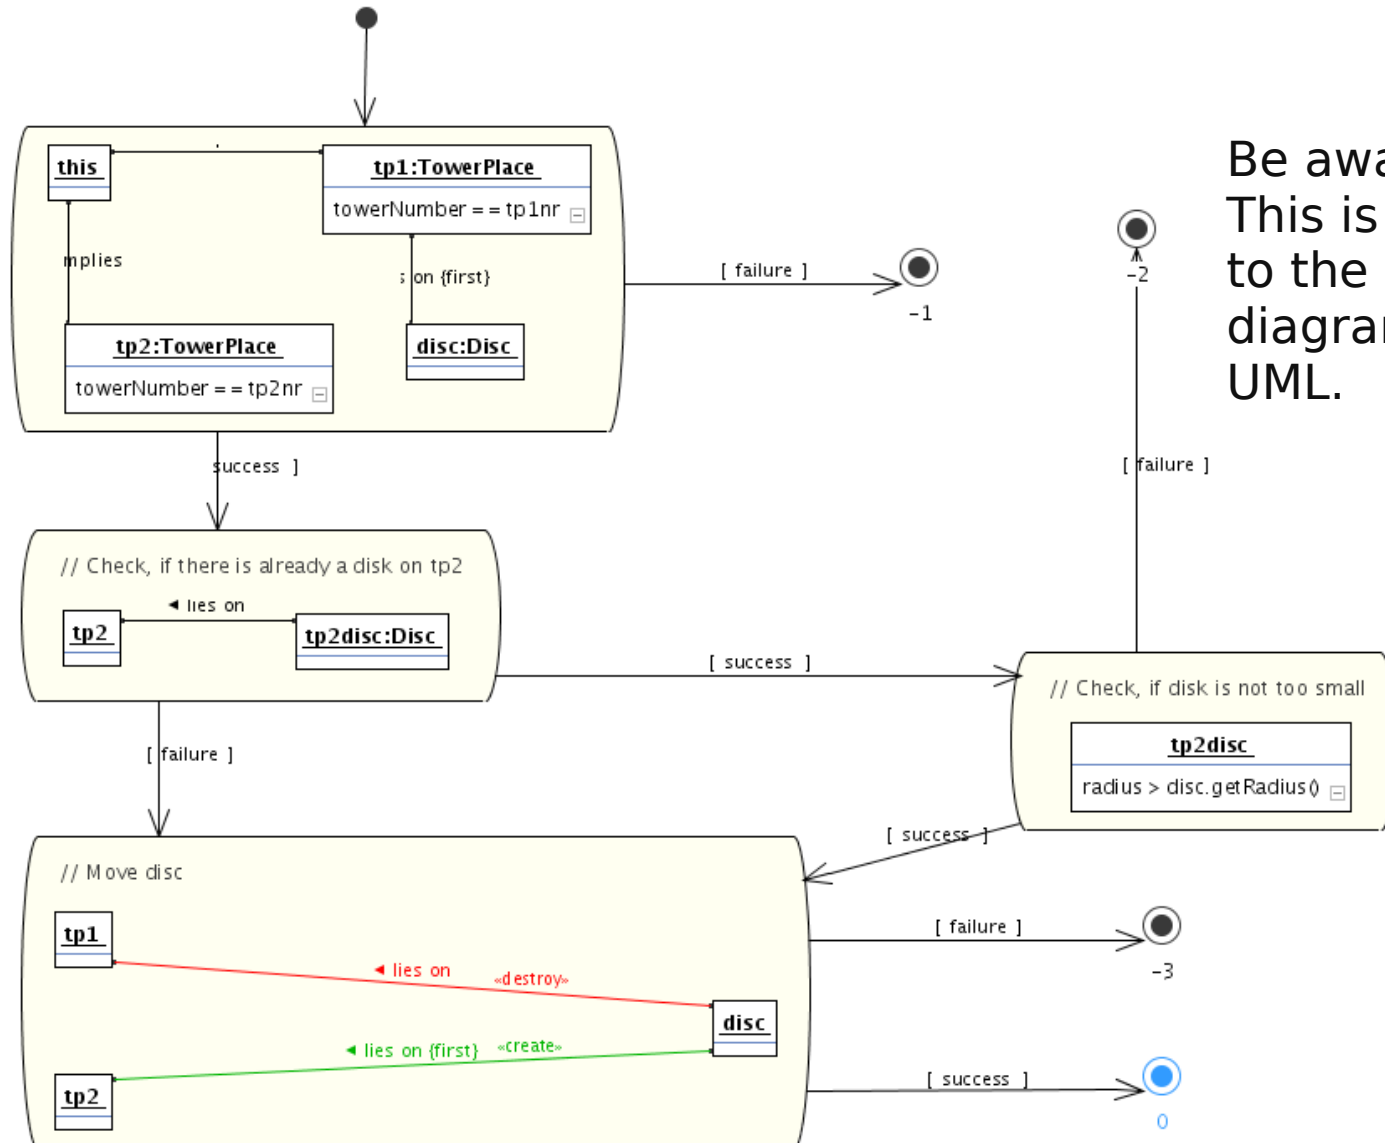 this
tp1:TowerPlace
towerNumber == tp1nr
mplies
on {first}
tp2:TowerPlace
towerNumber == tp2nr
disc:Disc
[ failure ]
-1
-2
[ failure ]
Be awa
This is
to the
diagra
UML.
success ]
// Check, if there is already a disk on tp2
◄ lies on
tp2
tp2disc:Disc
[ success ]
// Check, if disk is not too small
tp2disc
radius > disc.getRadius()
[ failure ]
[ success ]
// Move disc
tp1
◄ lies on «destroy»
disc
◄ lies on {first} «create»
tp2
[ failure ]
-3
[ success ]
0